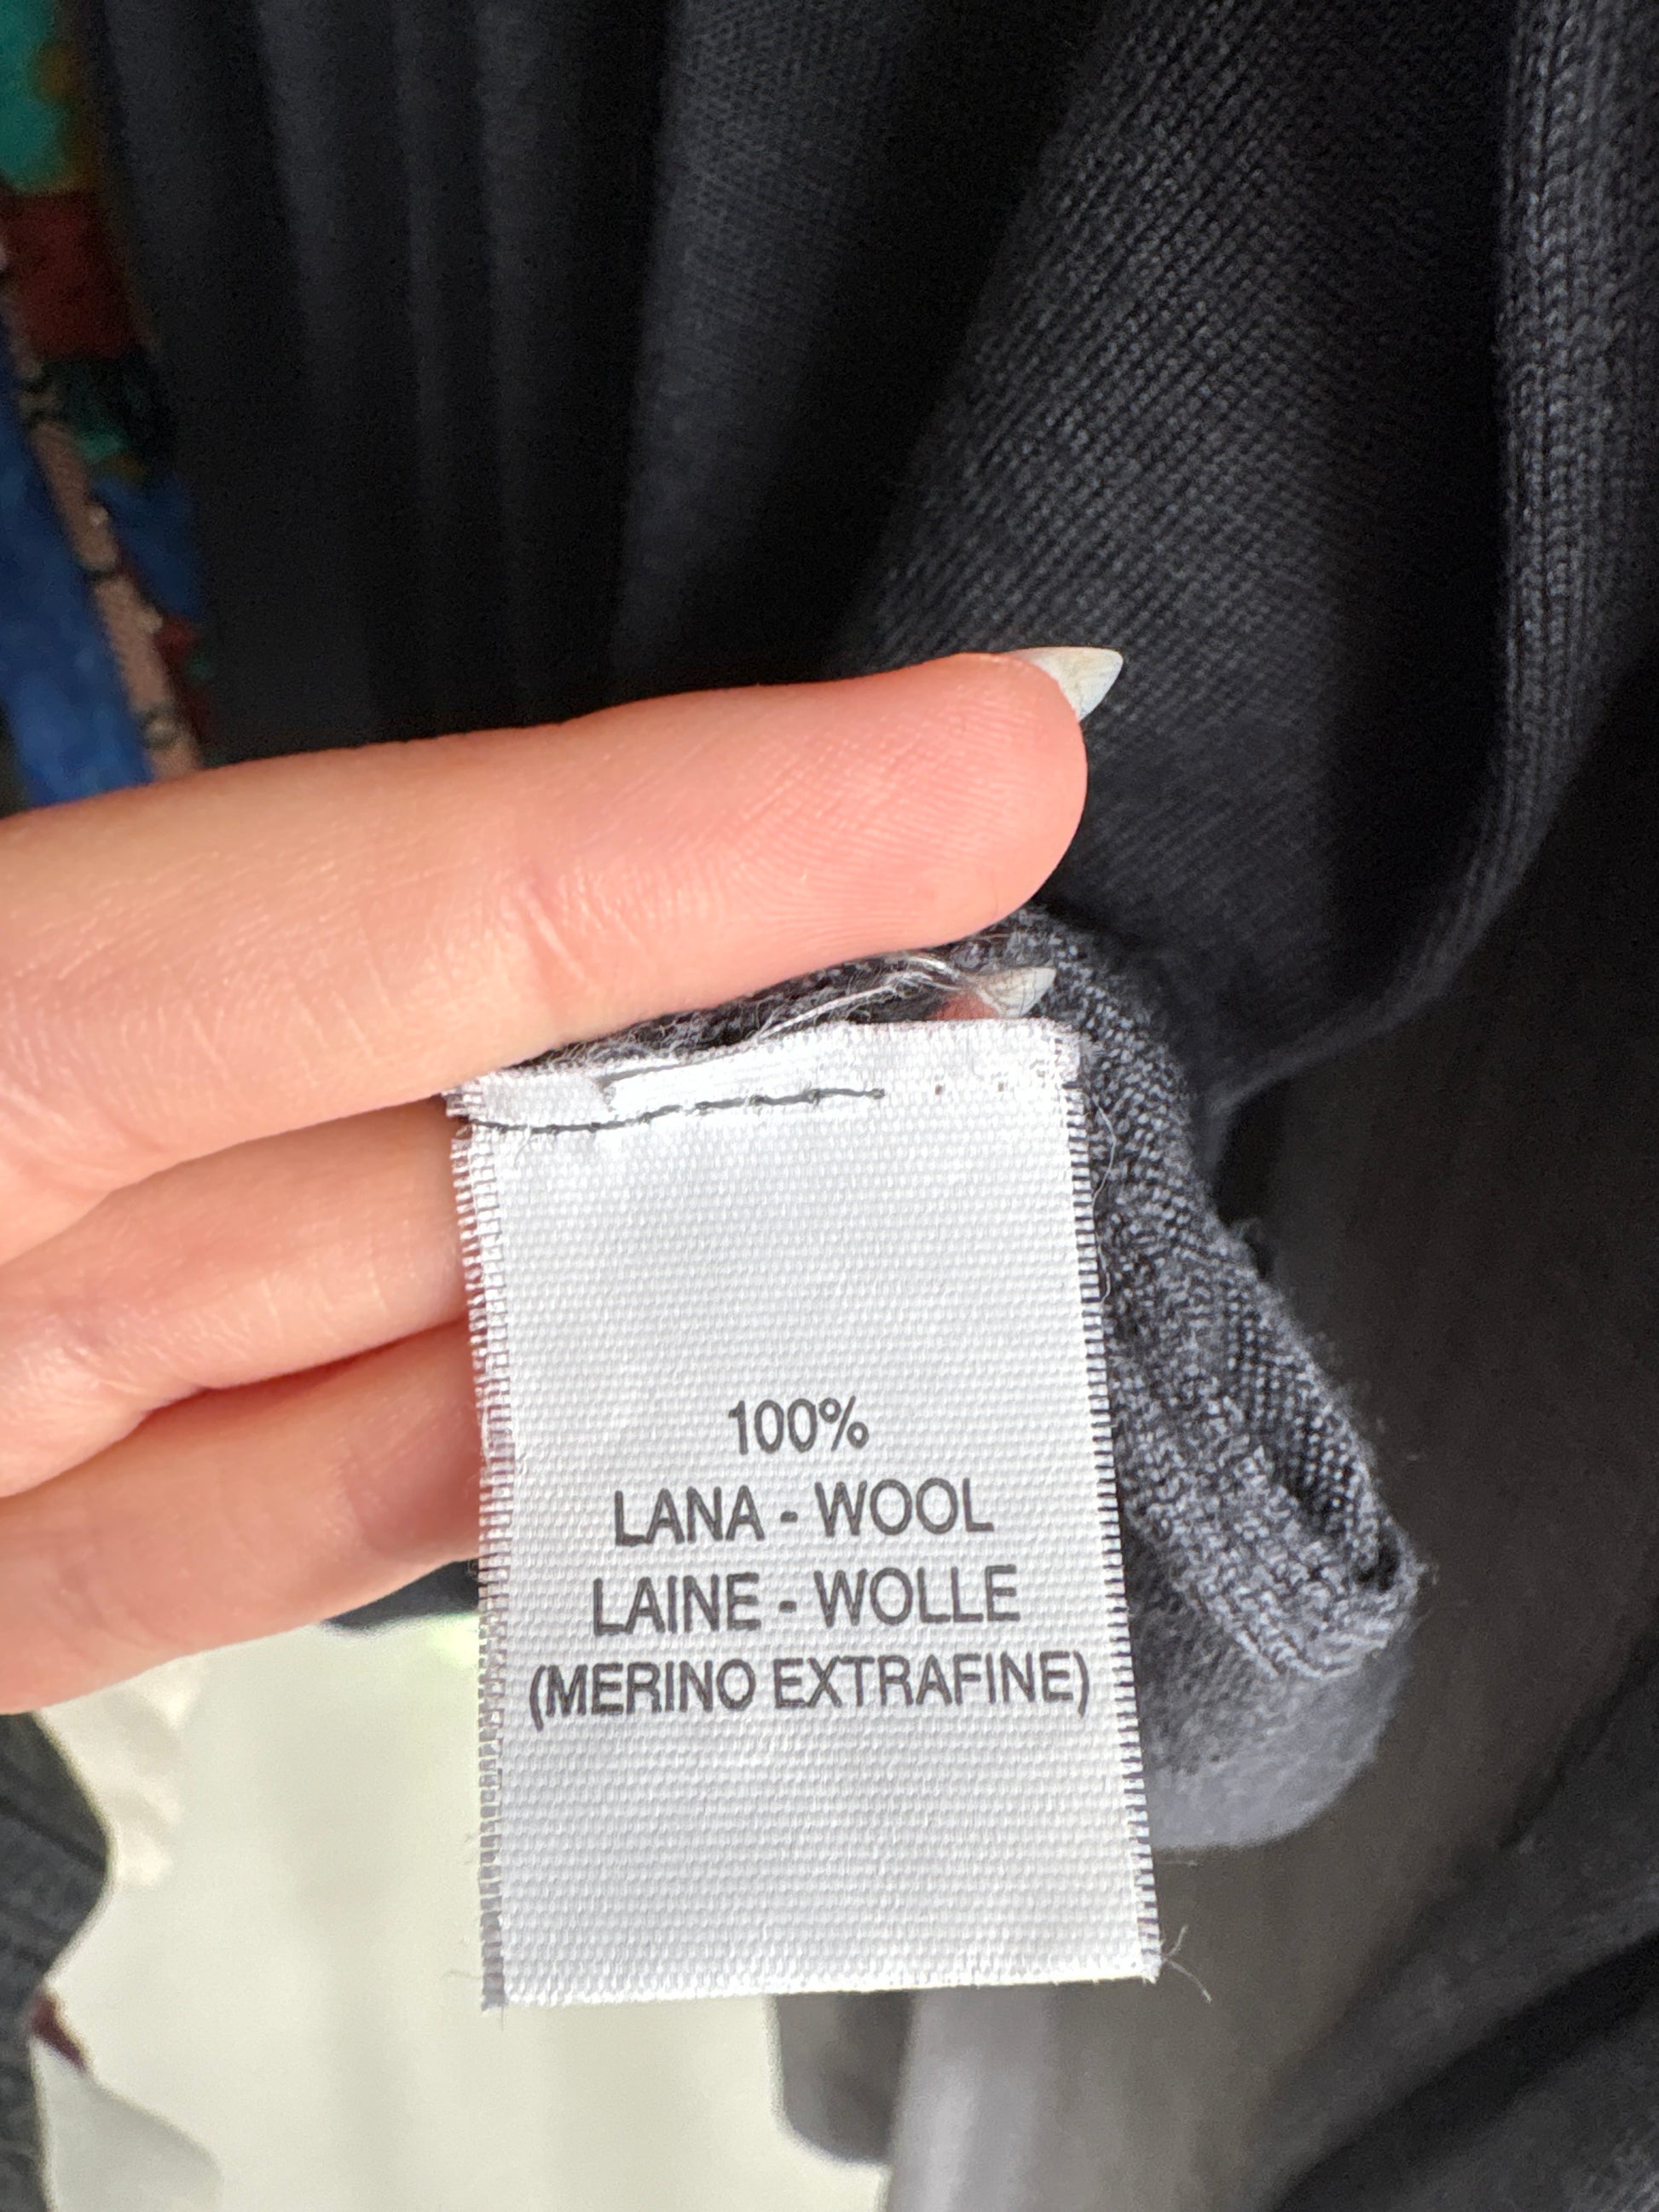 100%
LANA - WOOL
LAINE - WOLLE
(MERINO EXTRAFINE)